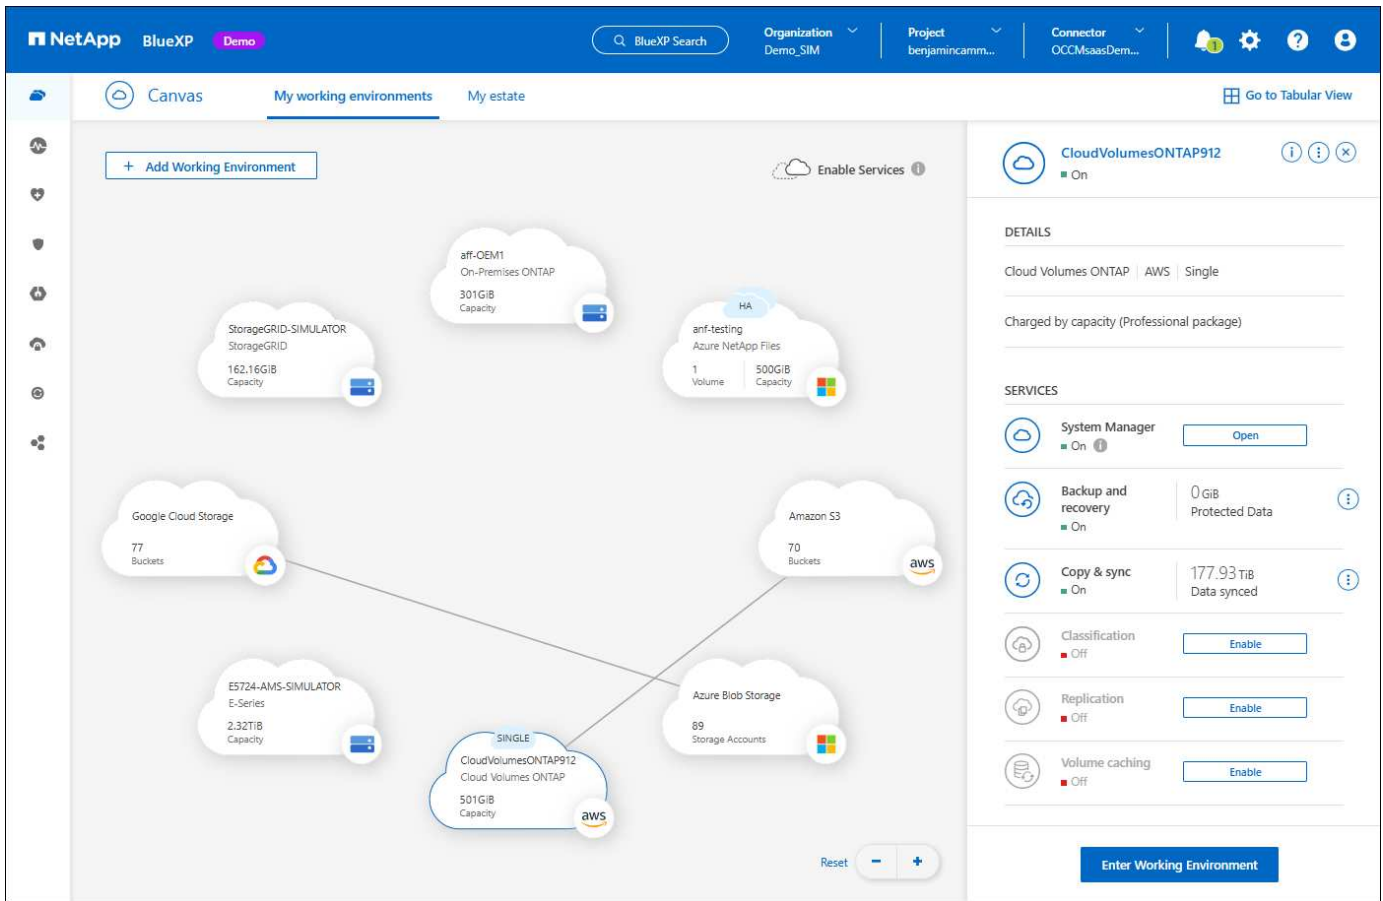 NetApp BlueXP Demo
BlueXP Search
Organization
Demo_SIM
Project
benjamincamm...
Connector
OCCMsaasDem...
1
Canvas
My working environments
My estate
Go to Tabular View
+ Add Working Environment
Enable Services
aff-OEM1
On-Premises ONTAP
301GiB
Capacity
StorageGRID-SIMULATOR
StorageGRID
162.16GiB
Capacity
HA
anf-testing
Azure NetApp Files
1
Volume
500GiB
Capacity
Google Cloud Storage
77
Buckets
Amazon S3
70
Buckets
aws
E5724-AMS-SIMULATOR
E-Series
2.32TiB
Capacity
Azure Blob Storage
89
Storage Accounts
SINGLE
CloudVolumesONTAP912
Cloud Volumes ONTAP
501GiB
Capacity
aws
Reset
- +
CloudVolumesONTAP912
On
DETAILS
Cloud Volumes ONTAP | AWS | Single
Charged by capacity (Professional package)
SERVICES
System Manager
On
Open
Backup and
recovery
On
0 GiB
Protected Data
Copy & sync
On
177.93 TiB
Data synced
Classification
Off
Enable
Replication
Off
Enable
Volume caching
Off
Enable
Enter Working Environment